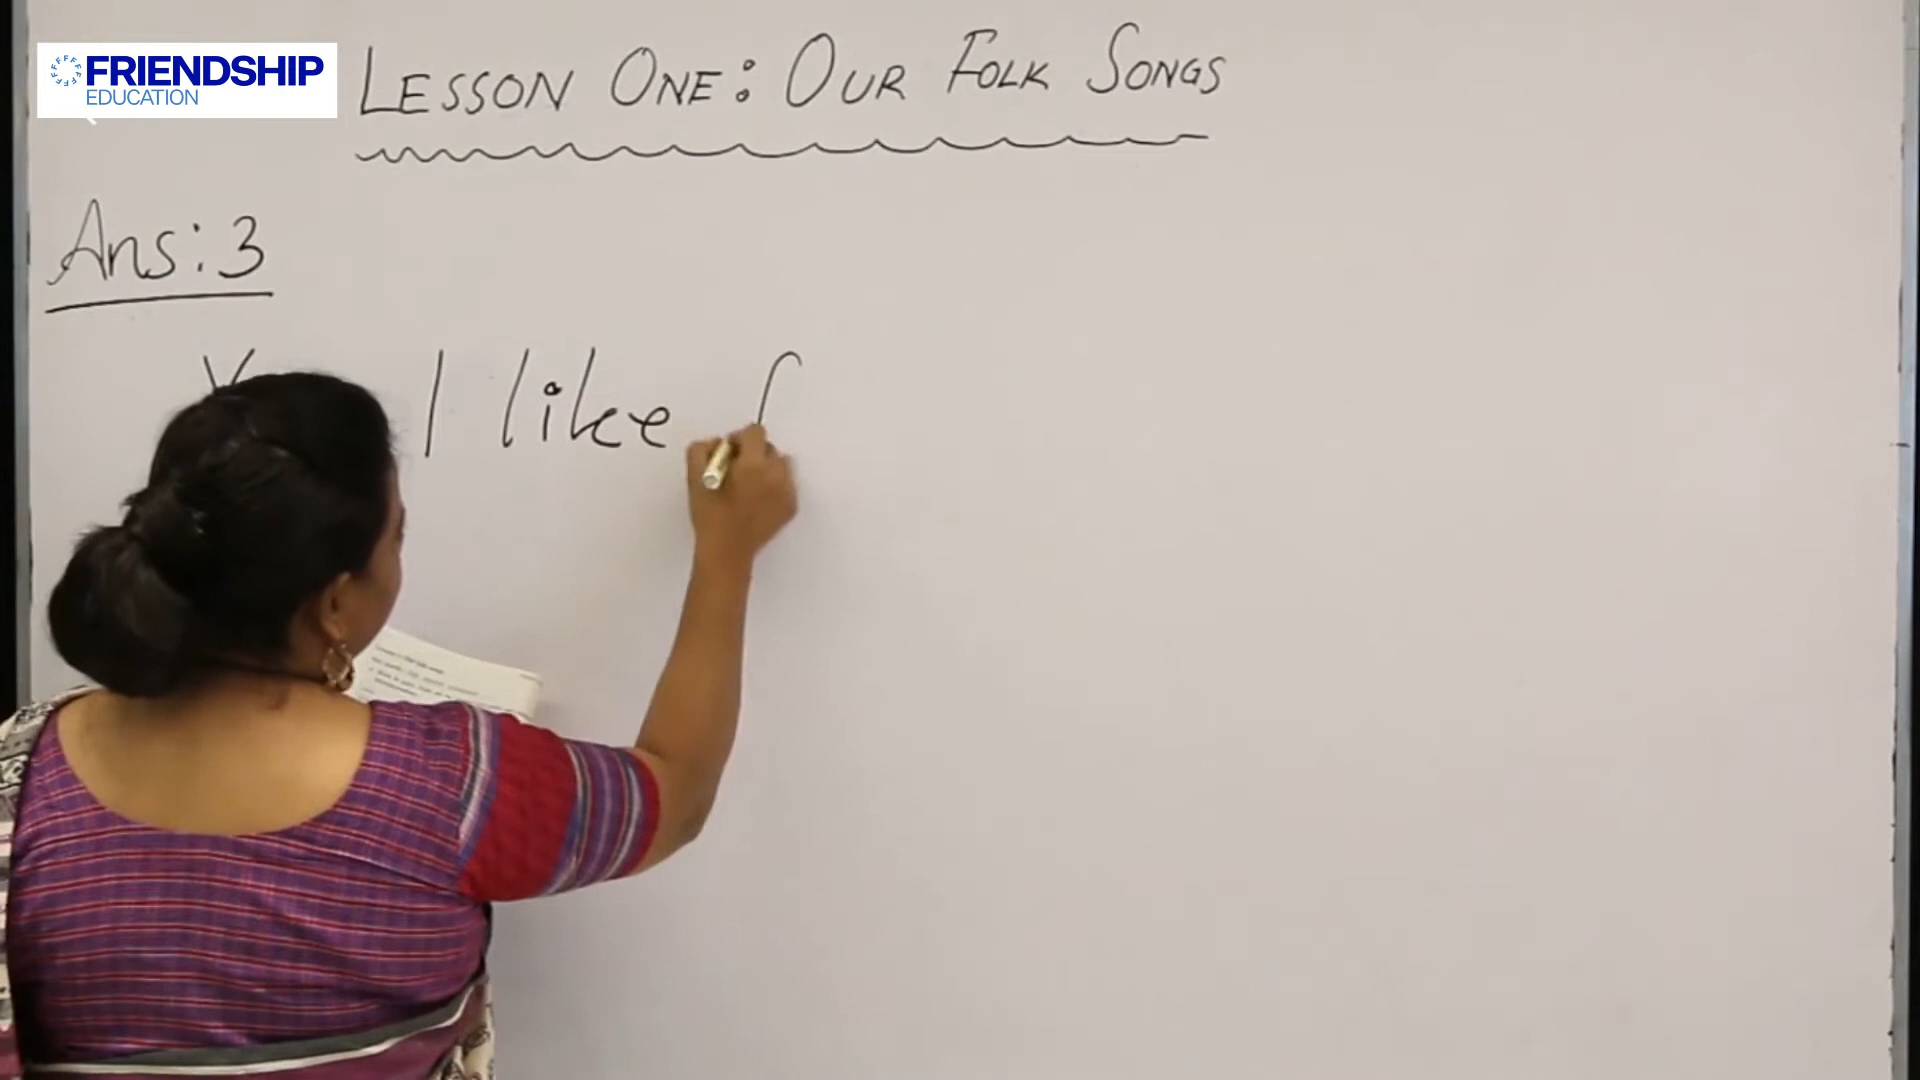 FRIENDSHIP
EDUCATION
LESSON ONE: OUR FOLK SONGS
Ans: 3
I like f